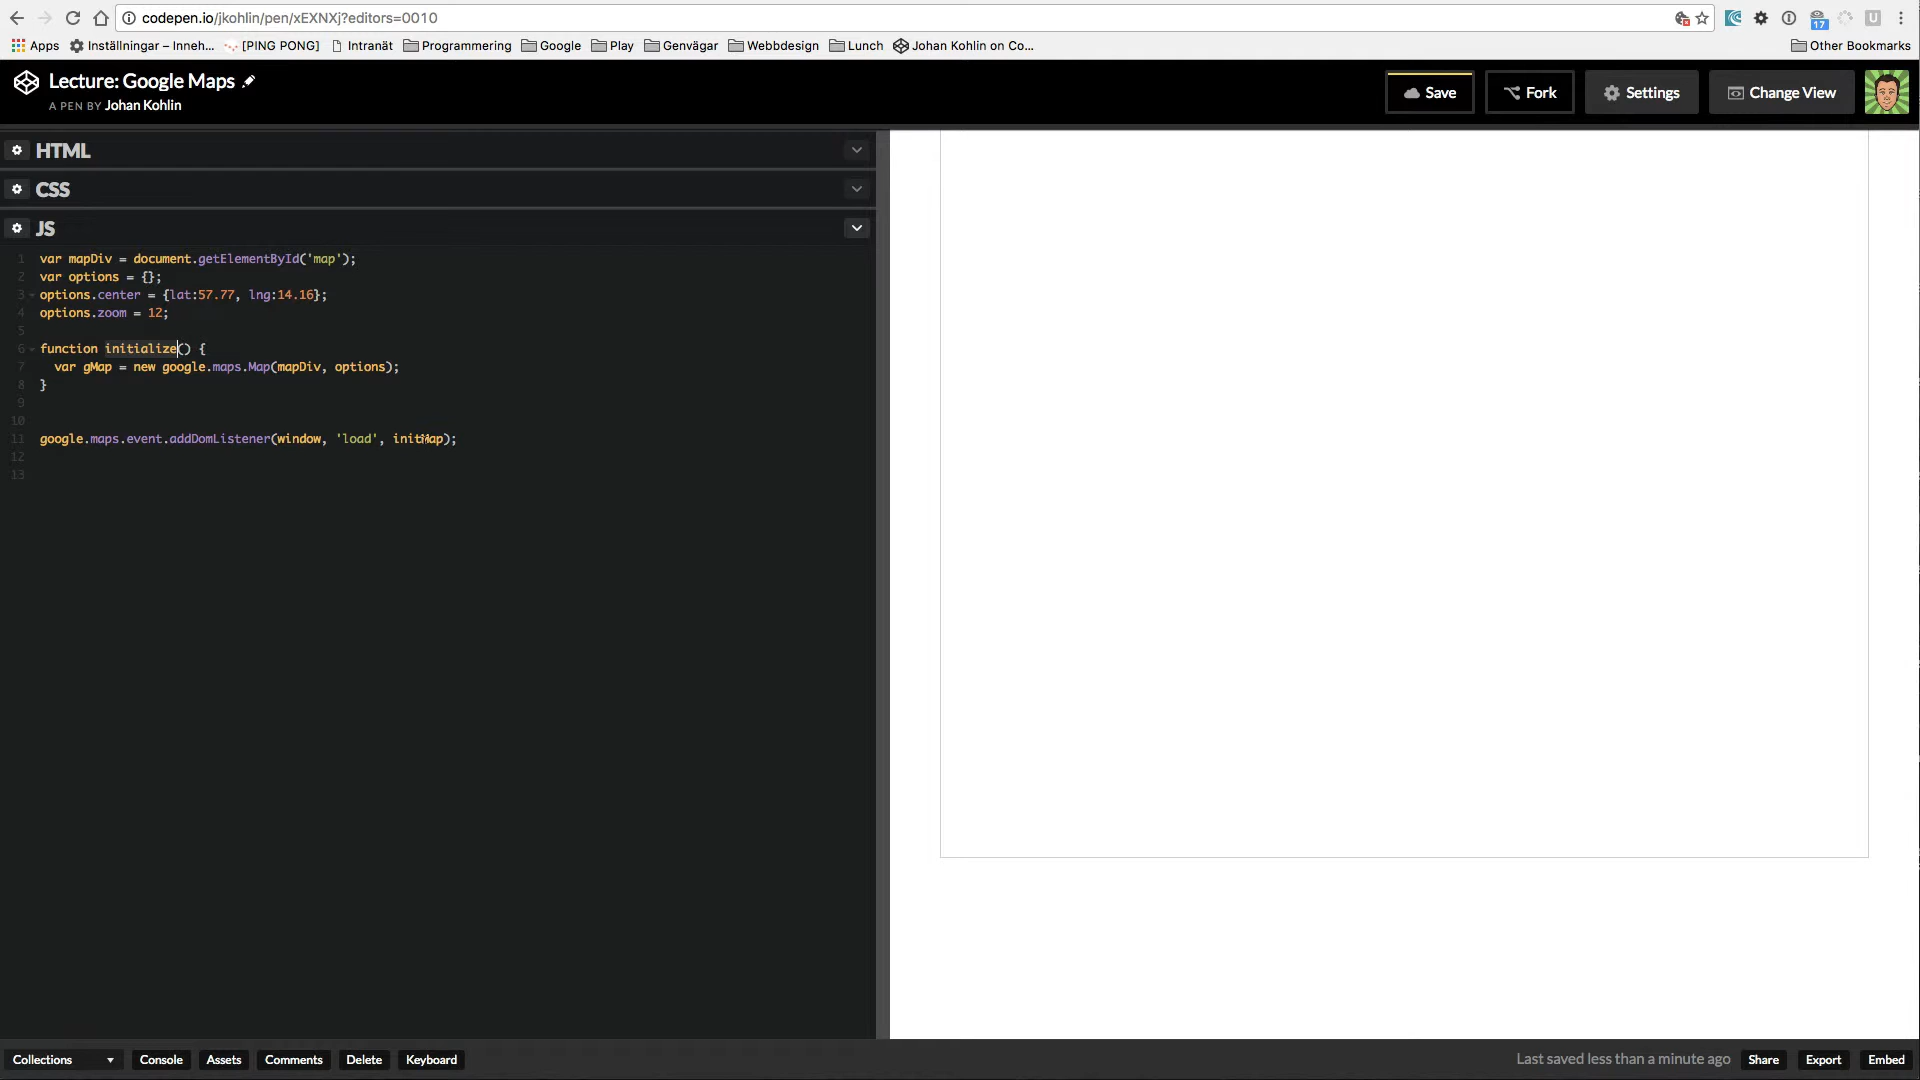 codepen.io/jkohlin/pen/xEXNXj?editors=0010
17
U
Apps Inställningar – Inneh... [PING PONG] Intranät Programmering Google Play Genvägar Webbdesign Lunch Johan Kohlin on Co... Other Bookmarks
Lecture: Google Maps
A PEN BY Johan Kohlin
Save Fork Settings Change View
HTML
CSS
JS
1 var mapDiv = document.getElementById('map');
2 var options = {};
3 options.center = {lat:57.77, lng:14.16};
4 options.zoom = 12;
5
6 function initialize() {
7 var gMap = new google.maps.Map(mapDiv, options);
8 }
9
10
11 google.maps.event.addDomListener(window, 'load', initMap);
12
13
Collections Console Assets Comments Delete Keyboard Last saved less than a minute ago Share Export Embed